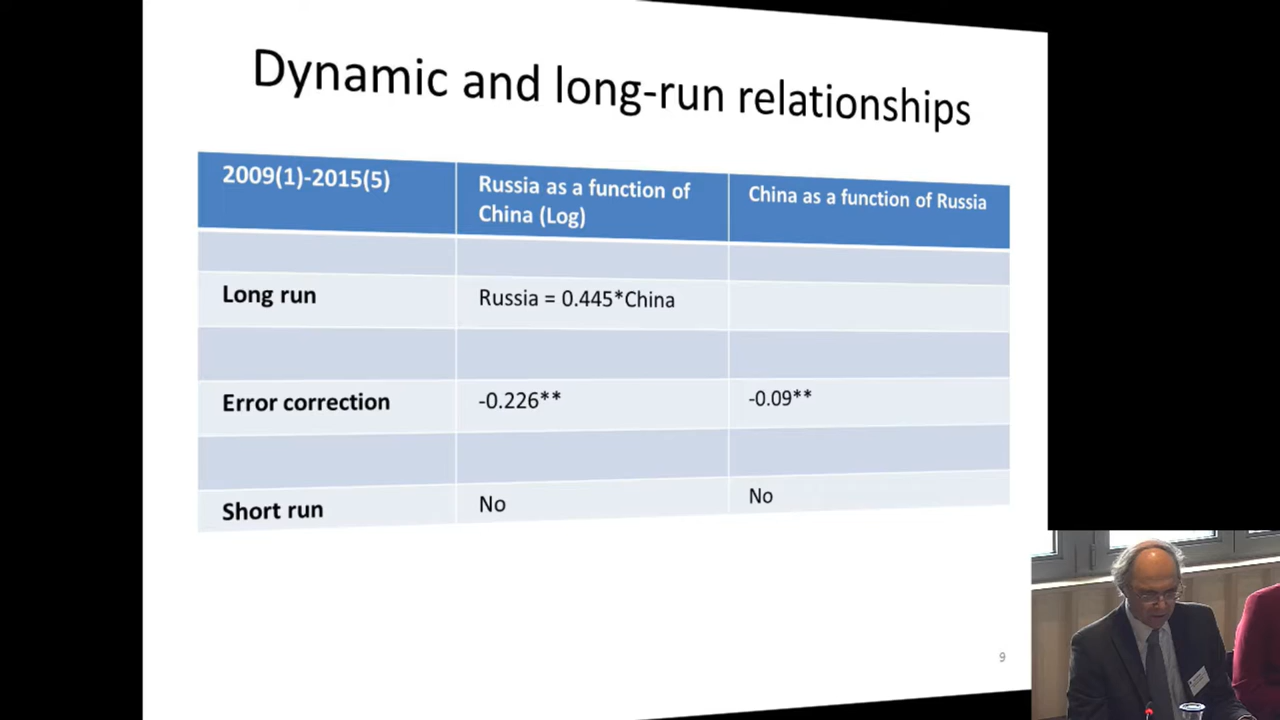 Dynamic and long-run relationships
2009(1)-2015(5)
Russia as a function of
China (Log)
China as a function of Russia
Long run
Russia = 0.445*China
Error correction
-0.226**
-0.09**
Short run
No
No
9